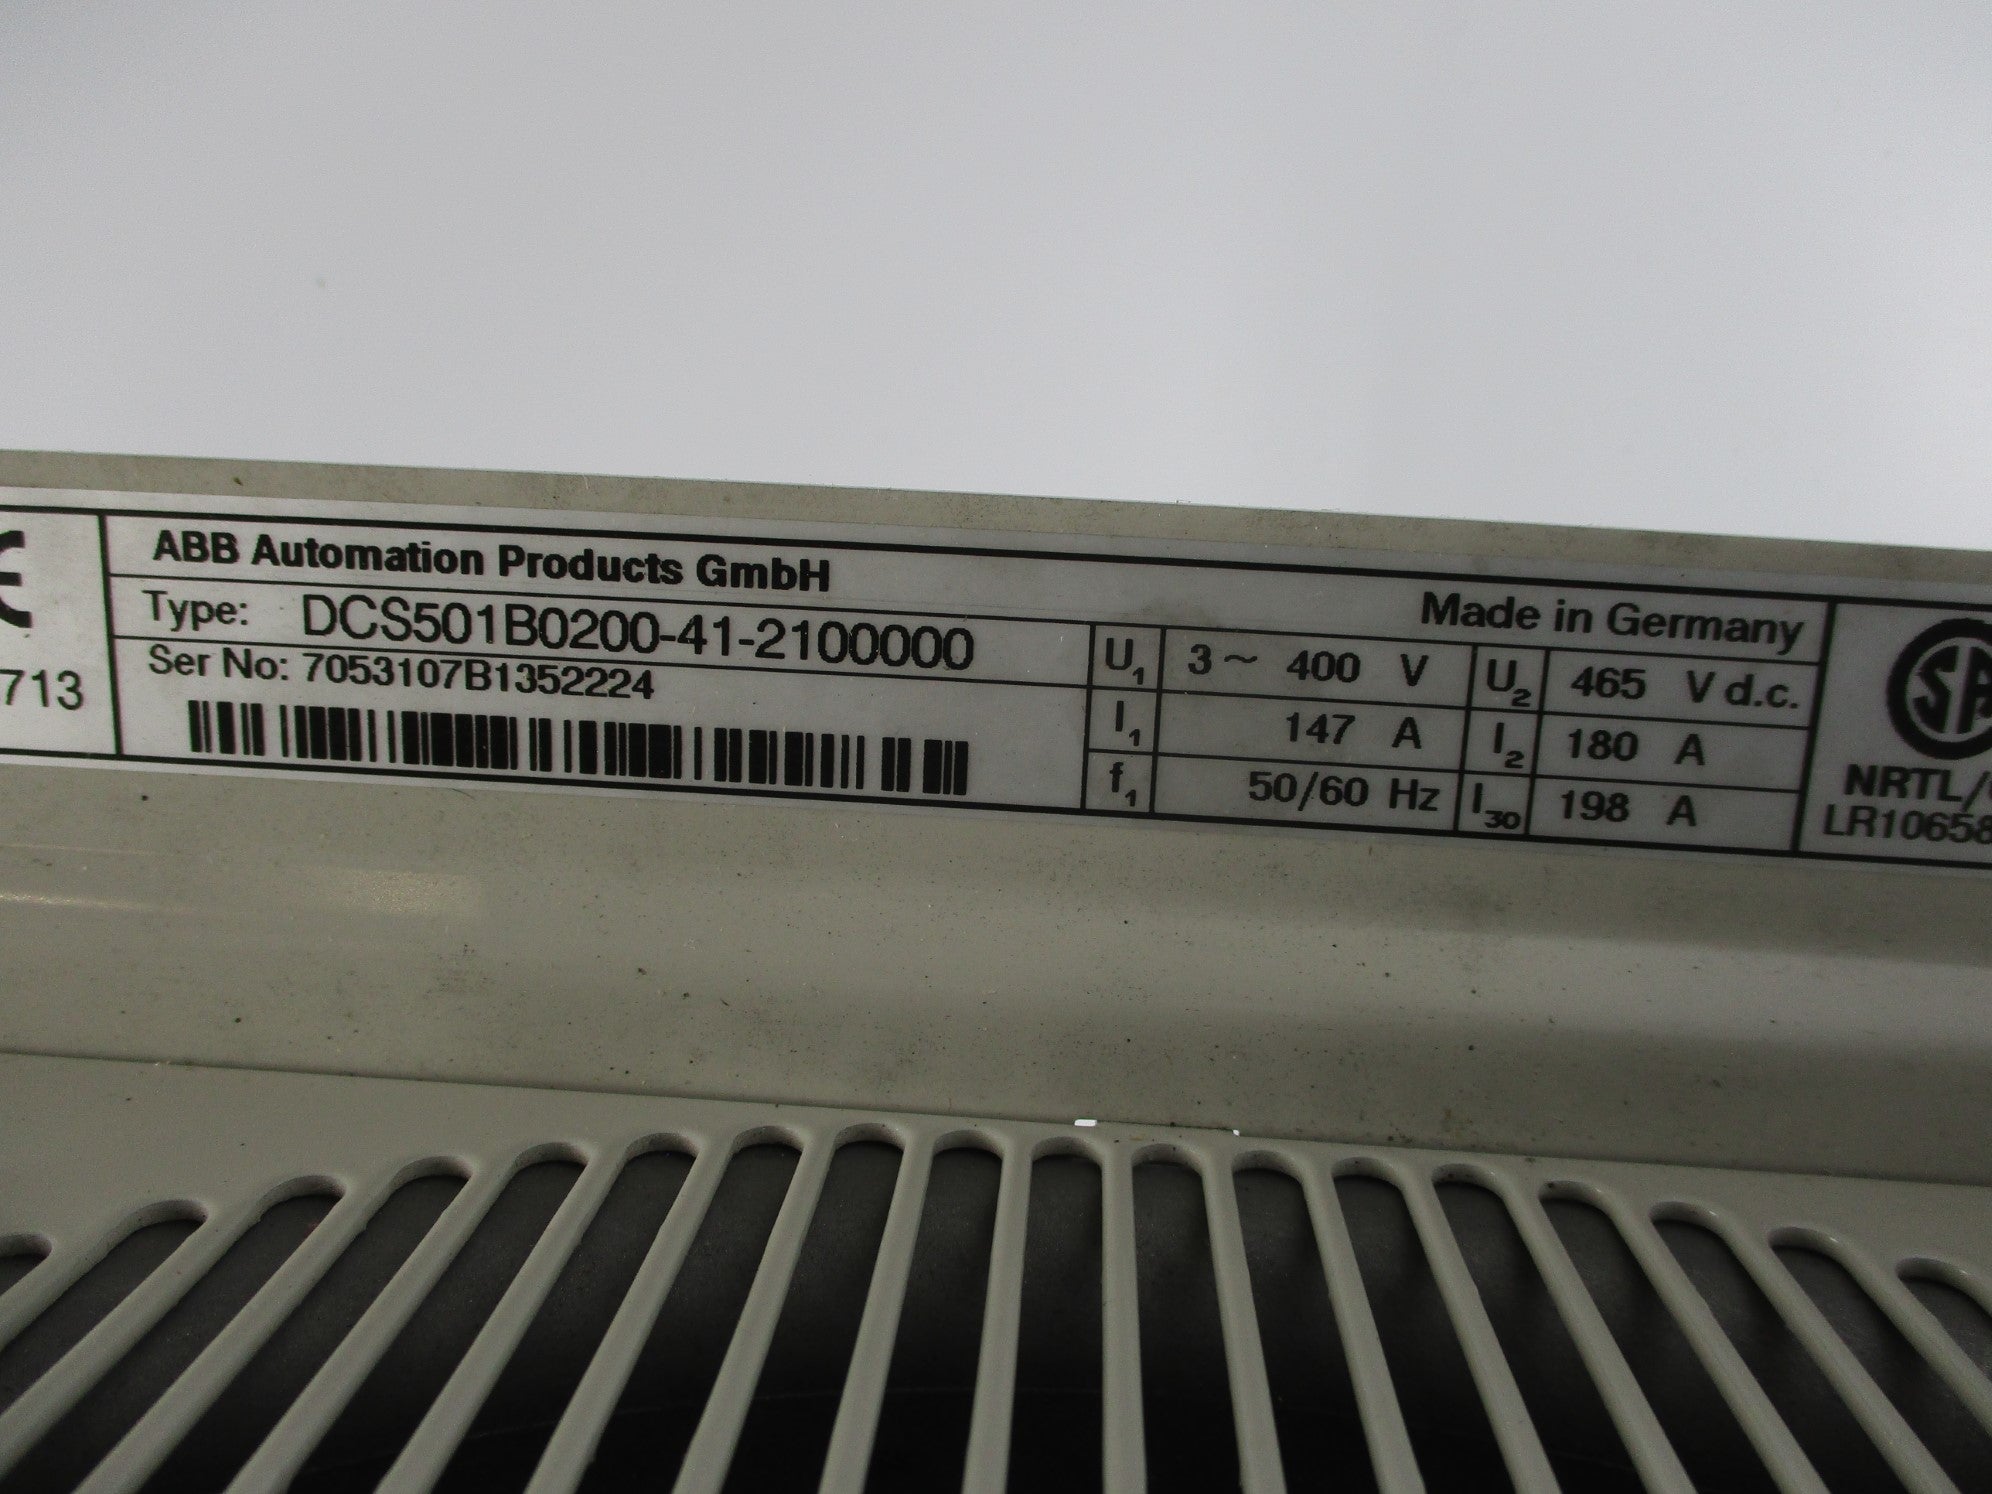 ABB Automation Products GmbH
Made in Germany
Type: DCS501B0200-41-2100000
Ser No: 7053107B1352224
713
U1 3~ 400 V U2 465 V d.c.
I1 147 A I2 180 A
f1 50/60 Hz I30 198 A
NRTL/
LR10658